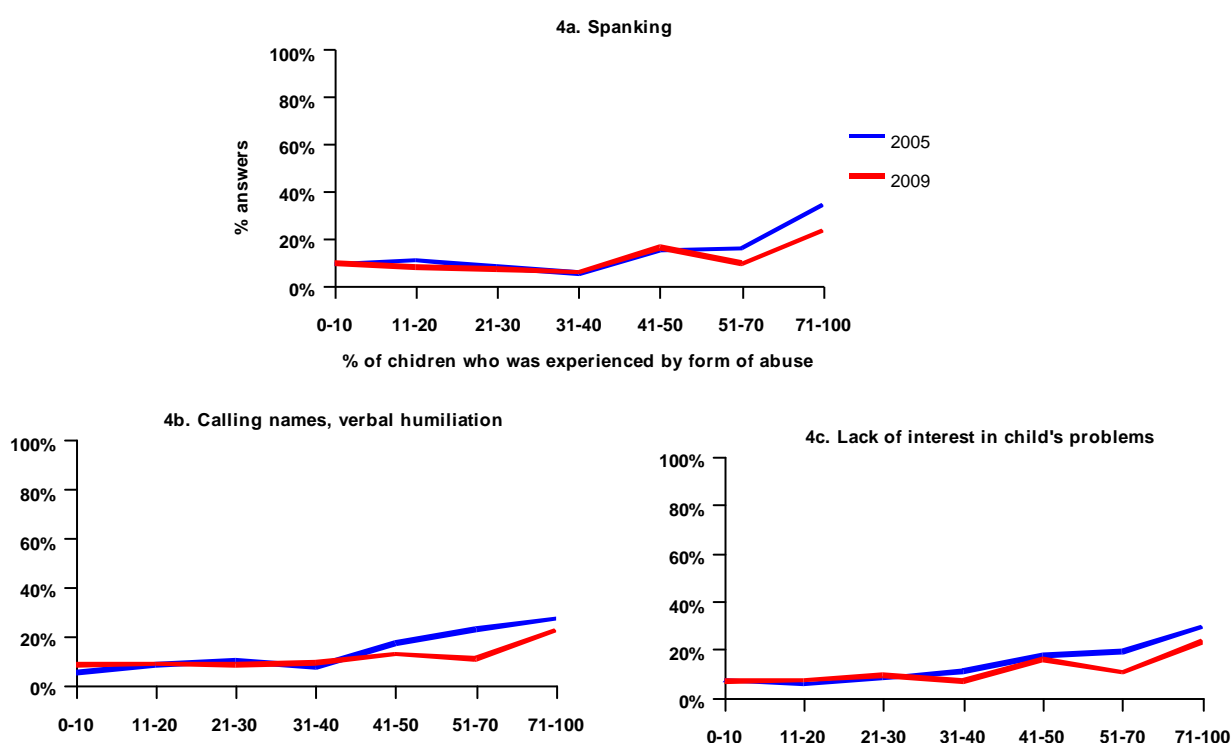 4a. Spanking
100%
80%
60%
40%
20%
0%
% answers
0-10 11-20 21-30 31-40 41-50 51-70 71-100
% of chidren who was experienced by form of abuse
2005
2009
4b. Calling names, verbal humiliation
100%
80%
60%
40%
20%
0%
0-10 11-20 21-30 31-40 41-50 51-70 71-100
4c. Lack of interest in child's problems
100%
80%
60%
40%
20%
0%
0-10 11-20 21-30 31-40 41-50 51-70 71-100